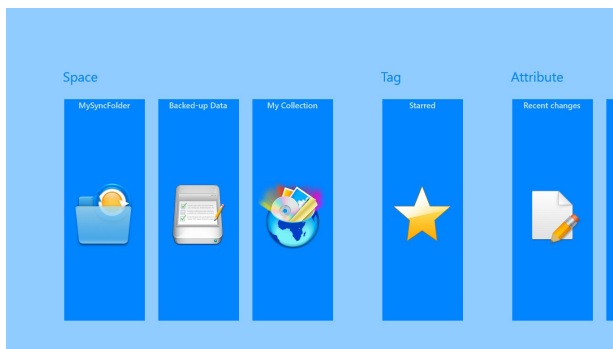 Space
Tag
Attribute
MySyncFolder
Backed-up Data
My Collection
Starred
Recent changes